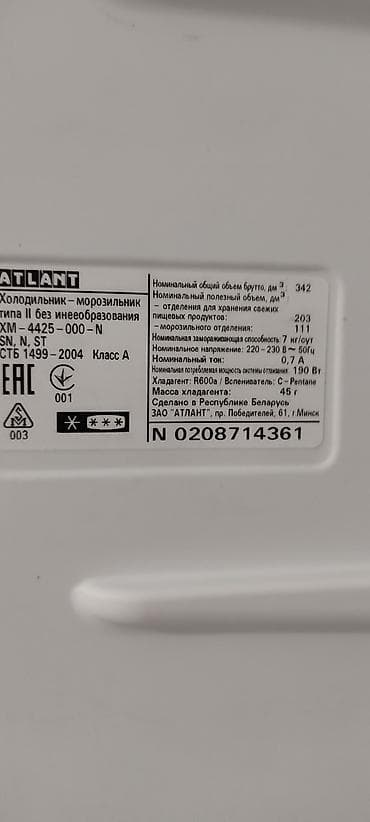 ATLANT
Холодильник-морозильник
типа II без инееобразования
ХМ-4425-000-N
SN, N, ST
СТБ 1499-2004 Класс А
EAC
001
003
Номинальный общий объем брутто, дм³ 342
Номинальный полезный объем, дм³:
- отделения для хранения свежих
пищевых продуктов: 203
-морозильного отделения: 111
Номинальная замораживающая способность: 7 кг/сут
Номинальное напряжение: 220-230 В~ 50Гц
Номинальный ток: 0,7 А
Номинальная потребляемая мощность системы оттаивания: 190 Вт
Хладагент: R600a / Вспениватель: C-Pentane
Масса хладагента: 45 г
Сделано в Республике Беларусь
ЗАО "АТЛАНТ", пр. Победителей, 61, г.Минск
N 0208714361